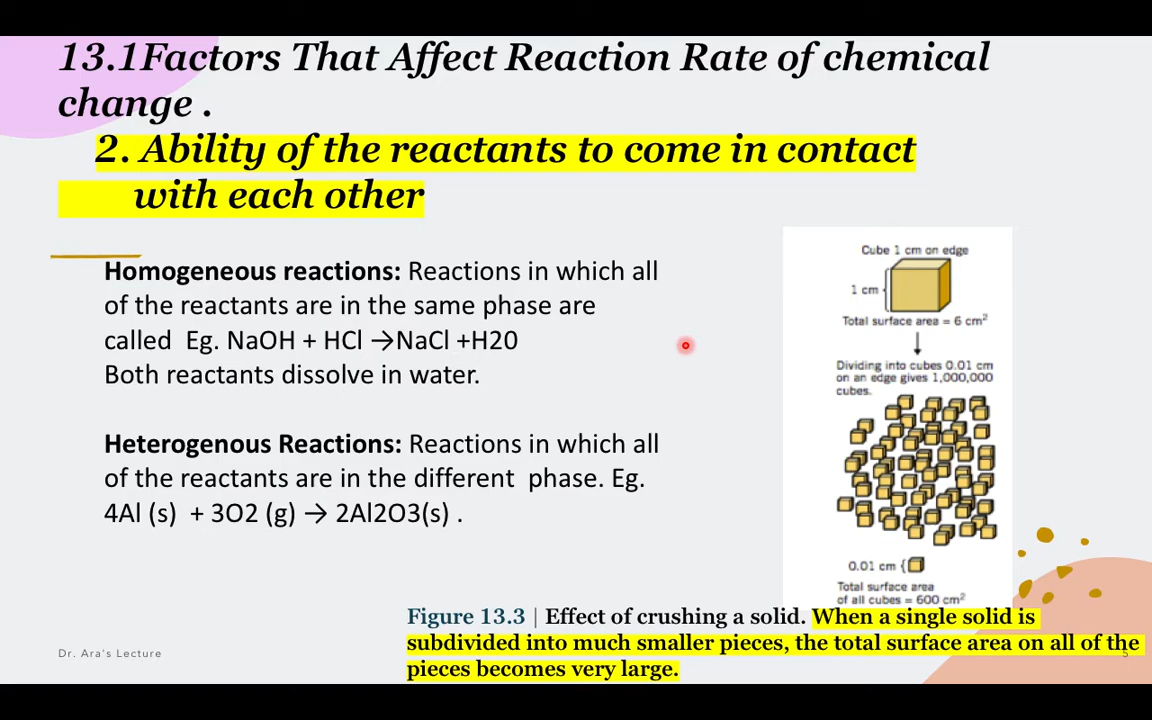 13.1Factors That Affect Reaction Rate of chemical
change .
2. Ability of the reactants to come in contact
with each other
Homogeneous reactions: Reactions in which all
of the reactants are in the same phase are
called  Eg. NaOH + HCl →NaCl +H20
Both reactants dissolve in water.
Heterogenous Reactions: Reactions in which all
of the reactants are in the different  phase. Eg.
4Al (s)  + 3O2 (g) → 2Al2O3(s) .
Cube 1 cm on edge
1 cm
Total surface area = 6 cm²
Dividing into cubes 0.01 cm
on an edge gives 1,000,000
cubes.
0.01 cm
Total surface area
of all cubes = 600 cm²
Figure 13.3 | Effect of crushing a solid. When a single solid is
subdivided into much smaller pieces, the total surface area on all of the
pieces becomes very large.
Dr. Ara's Lecture
5